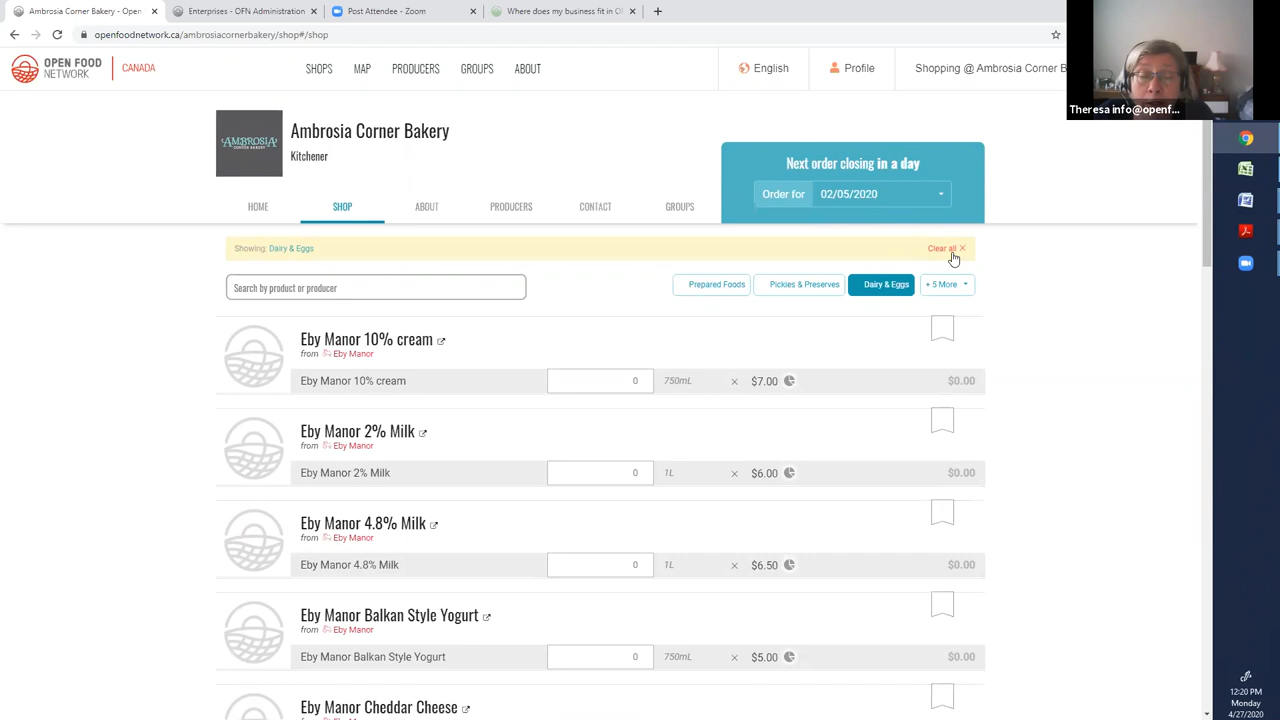 Ambrosia Corner Bakery - Open F
Enterprises - OFN Administration
Post Attendee - Zoom
Where does my business fit in OF
openfoodnetwork.ca/ambrosiacornerbakery/shop#/shop
OPEN FOOD
NETWORK
CANADA
SHOPS MAP PRODUCERS GROUPS ABOUT
English
Profile
Shopping @ Ambrosia Corner B
Theresa info@openf...
AMBROSIA
CORNER BAKERY
Ambrosia Corner Bakery
Kitchener
Next order closing in a day
Order for 02/05/2020
HOME SHOP ABOUT PRODUCERS CONTACT GROUPS
Showing: Dairy & Eggs
Clear all ×
Search by product or producer
Prepared Foods
Pickles & Preserves
Dairy & Eggs
+ 5 More
Eby Manor 10% cream
from Eby Manor
Eby Manor 10% cream 0 750mL × $7.00 $0.00
Eby Manor 2% Milk
from Eby Manor
Eby Manor 2% Milk 0 1L × $6.00 $0.00
Eby Manor 4.8% Milk
from Eby Manor
Eby Manor 4.8% Milk 0 1L × $6.50 $0.00
Eby Manor Balkan Style Yogurt
from Eby Manor
Eby Manor Balkan Style Yogurt 0 750mL × $5.00 $0.00
Eby Manor Cheddar Cheese
12:20 PM
Monday
4/27/2020